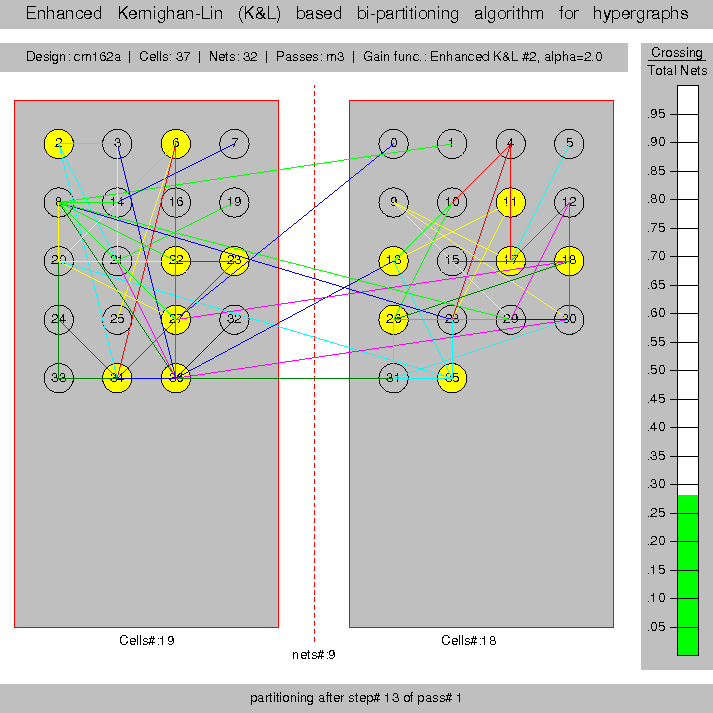 Enhanced Kernighan-Lin (K&L) based bi-partitioning algorithm for hypergraphs
Design: cm162a | Cells: 37 | Nets: 32 | Passes: m3 | Gain func.: Enhanced K&L #2, alpha=2.0
Crossing
Total Nets
.95
.90
.85
.80
.75
.70
.65
.60
.55
.50
.45
.40
.35
.30
.25
.20
.15
.10
.05
2 3 6 7 0 1 4 5
8 14 16 19 9 10 11 12
20 21 22 23 13 15 17 18
24 25 27 32 26 28 29 30
33 34 36 31 35
Cells#:19
Cells#:18
nets#:9
partitioning after step# 13 of pass# 1